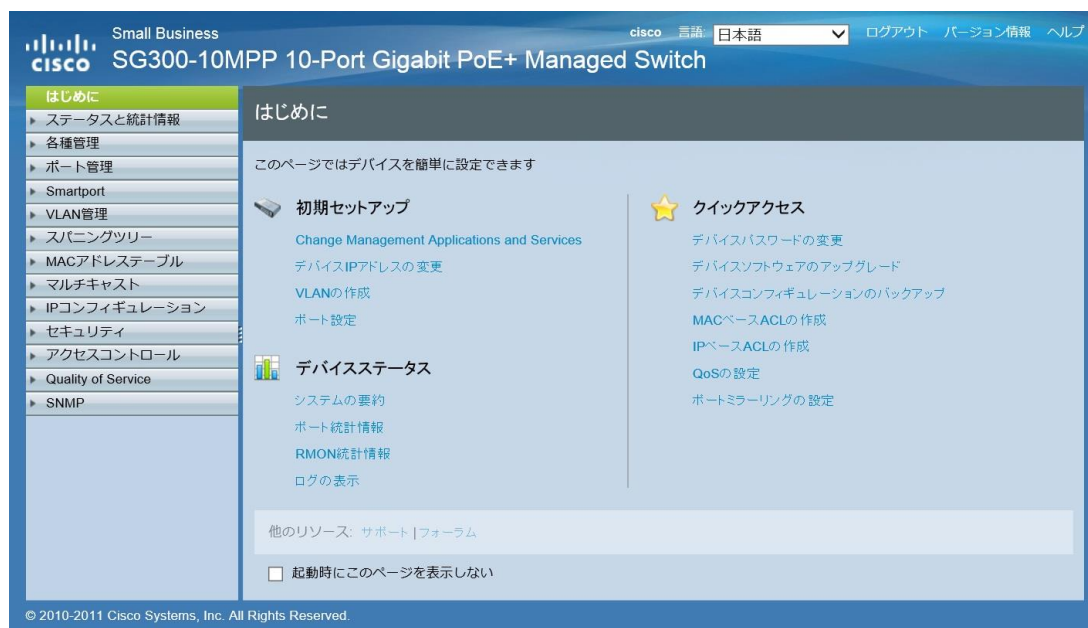 Small Business
cisco 言語: 日本語 ログアウト バージョン情報 ヘルプ
CISCO SG300-10MPP 10-Port Gigabit PoE+ Managed Switch
はじめに
ステータスと統計情報
各種管理
ポート管理
Smartport
VLAN管理
スパニングツリー
MACアドレステーブル
マルチキャスト
IPコンフィギュレーション
セキュリティ
アクセスコントロール
Quality of Service
SNMP
はじめに
このページではデバイスを簡単に設定できます
初期セットアップ
Change Management Applications and Services
デバイスIPアドレスの変更
VLANの作成
ポート設定
デバイスステータス
システムの要約
ポート統計情報
RMON統計情報
ログの表示
クイックアクセス
デバイスパスワードの変更
デバイスソフトウェアのアップグレード
デバイスコンフィギュレーションのバックアップ
MACベースACLの作成
IPベースACLの作成
QoSの設定
ポートミラーリングの設定
他のリソース: サポート | フォーラム
起動時にこのページを表示しない
© 2010-2011 Cisco Systems, Inc. All Rights Reserved.